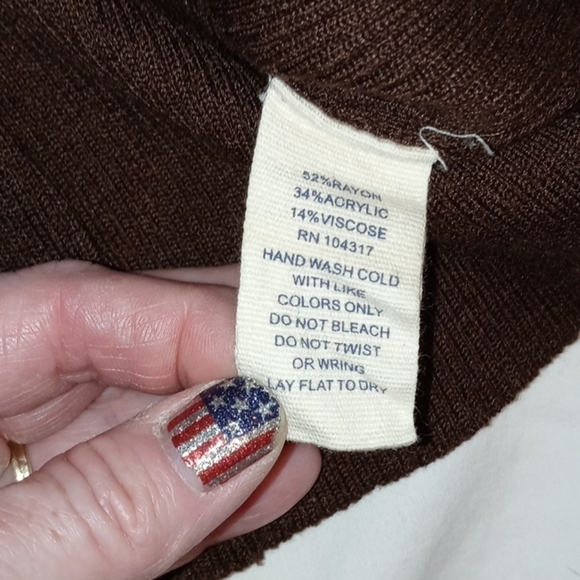 52%RAYON
34%ACRYLIC
14%VISCOSE
RN 104317
HAND WASH COLD
WITH LIKE
COLORS ONLY
DO NOT BLEACH
DO NOT TWIST
OR WRING
LAY FLAT TO DRY